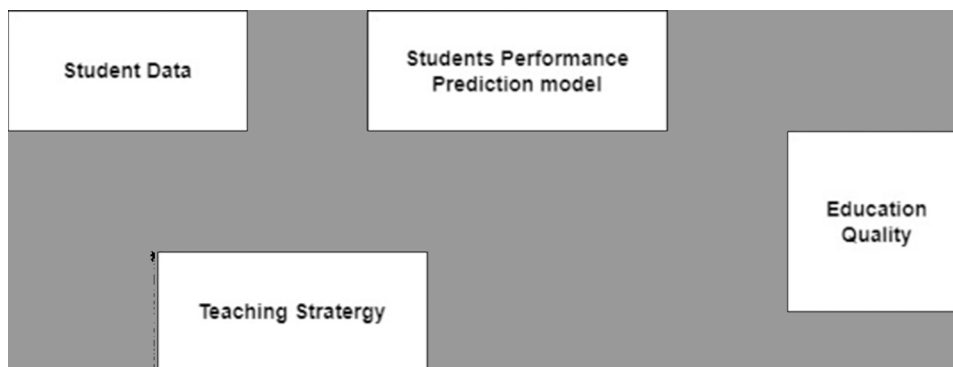 Student Data
Students Performance
Prediction model
Education
Quality
Teaching Stratergy